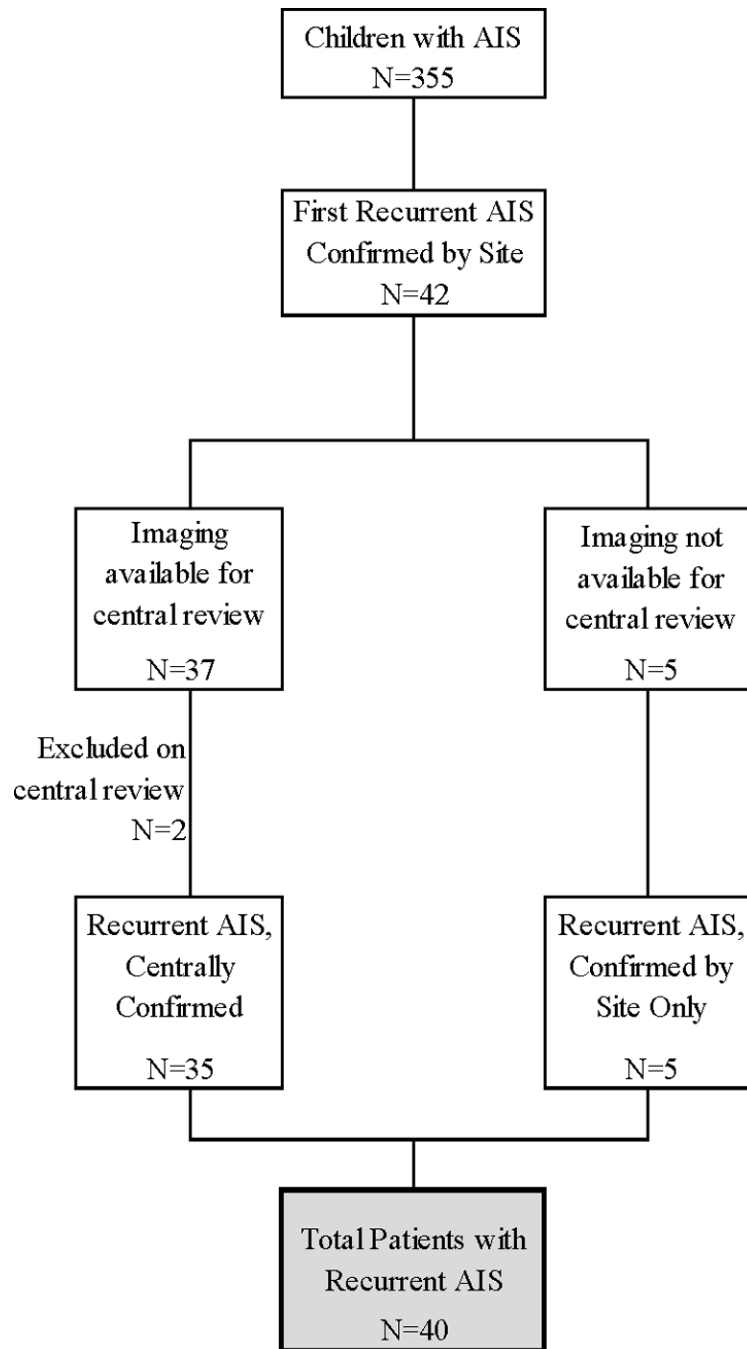 Children with AIS
N=355
First Recurrent AIS
Confirmed by Site
N=42
Imaging
available for
central review
N=37
Imaging not
available for
central review
N=5
Excluded on
central review
N=2
Recurrent AIS,
Centrally
Confirmed
N=35
Recurrent AIS,
Confirmed by
Site Only
N=5
Total Patients with
Recurrent AIS
N=40